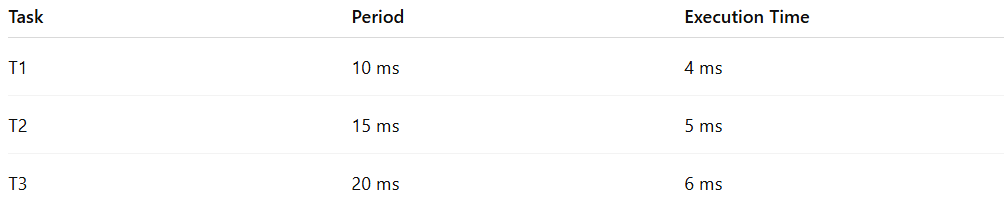 Task Period Execution Time
T1 10 ms 4 ms
T2 15 ms 5 ms
T3 20 ms 6 ms